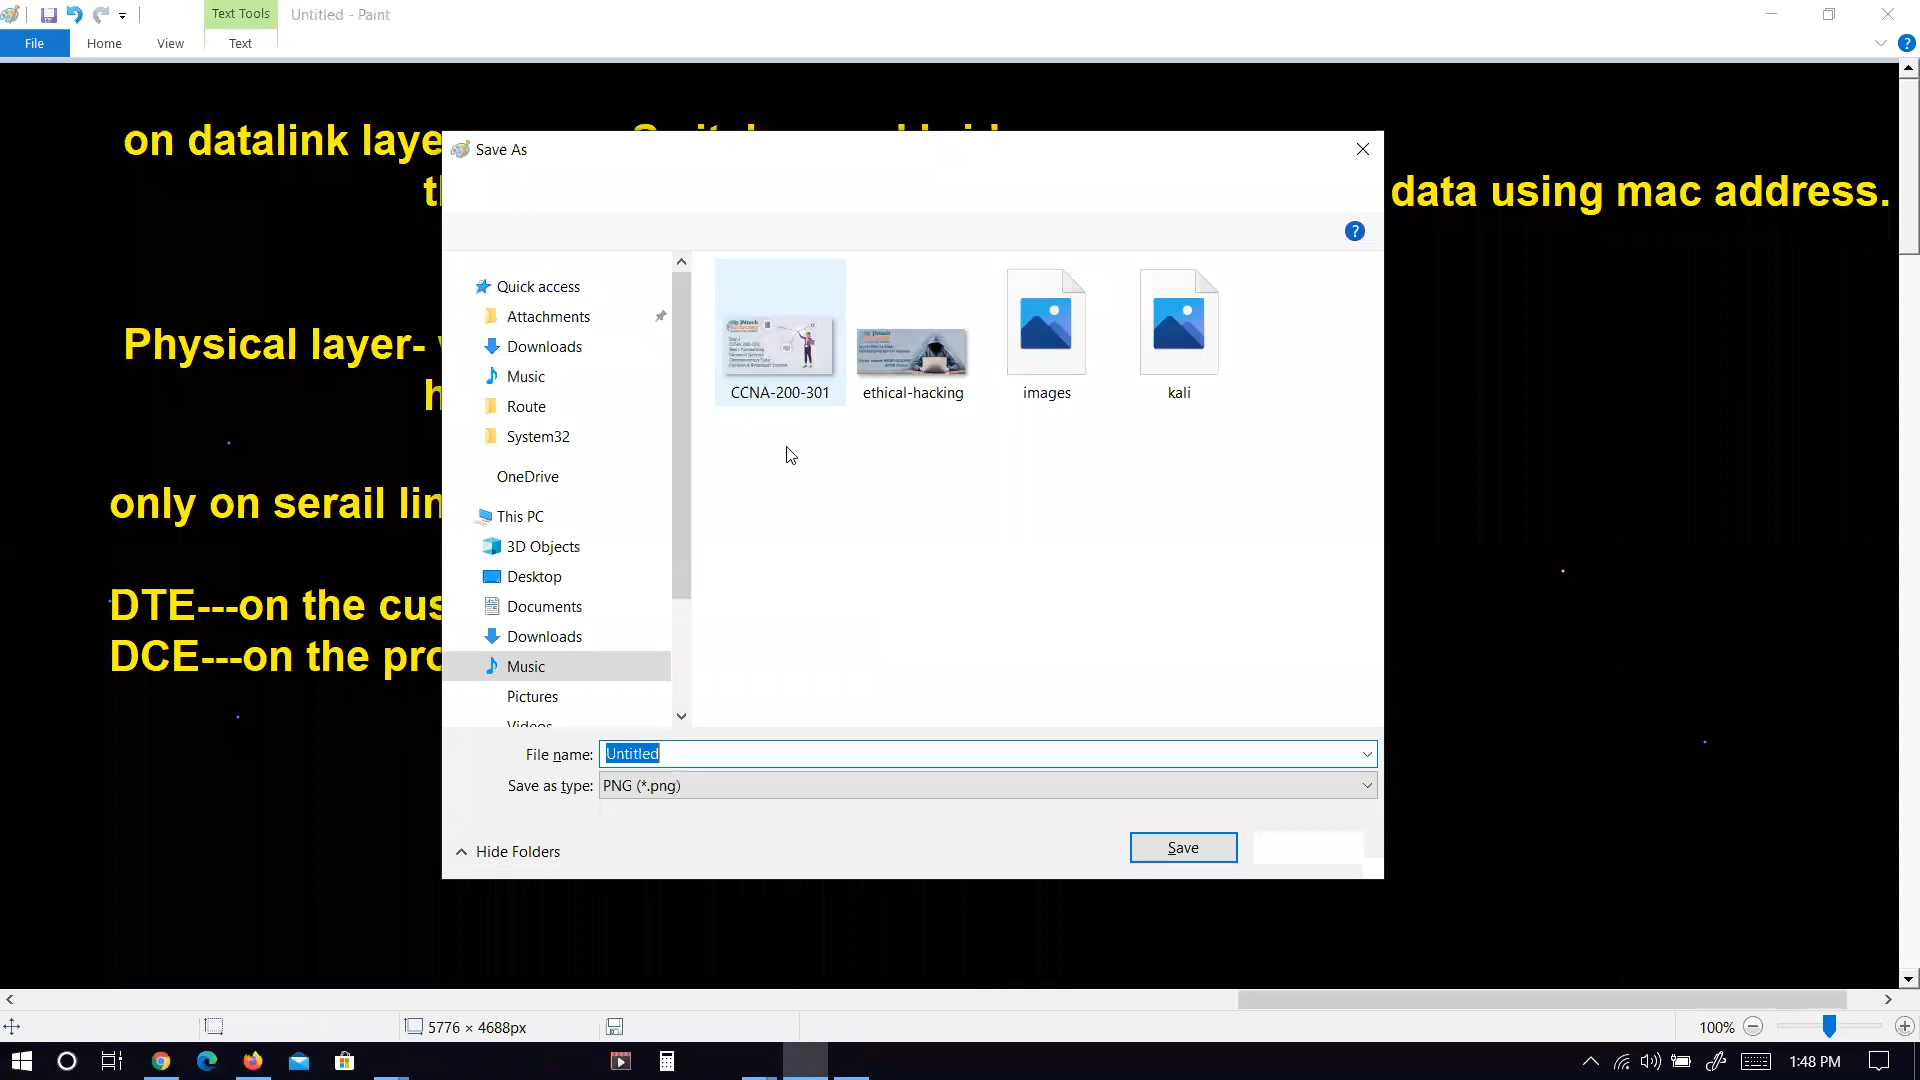 Text Tools
Untitled - Paint
File
Home
View
Text
on datalink laye
data using mac address.
Physical layer-
only on serail lin
DTE---on the cus
DCE---on the pro
Save As
Quick access
Attachments
Downloads
Music
Route
System32
OneDrive
This PC
3D Objects
Desktop
Documents
Downloads
Music
Pictures
Videos
CCNA-200-301
ethical-hacking
images
kali
File name:
Untitled
Save as type:
PNG (*.png)
Hide Folders
Save
5776 × 4688px
100%
1:48 PM